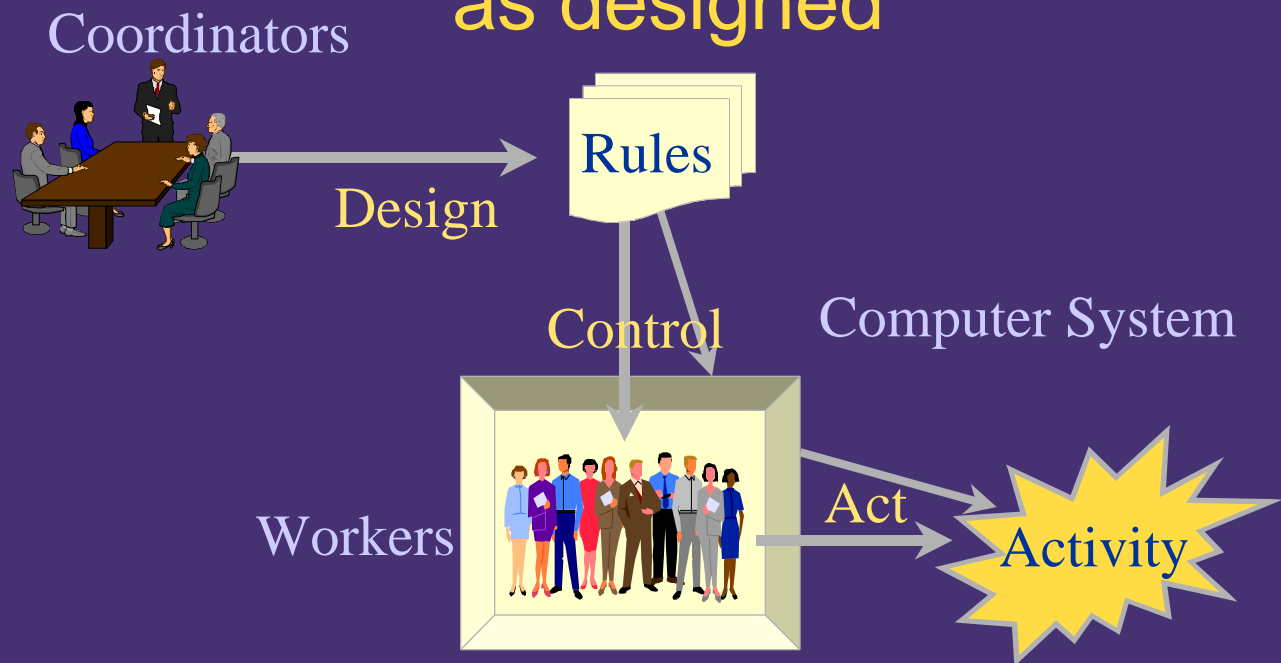 as designed
Coordinators
Rules
Design
Control
Computer System
Act
Workers
Activity